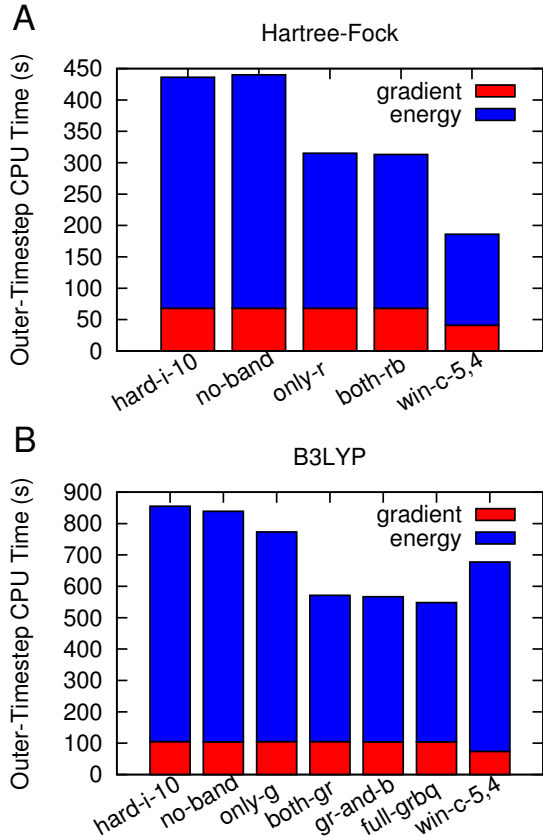 A
Hartree-Fock
Outer-Timestep CPU Time (s)
450
400
350
300
250
200
150
100
50
0
gradient
energy
hard-i-10
no-band
only-r
both-rb
win-c-5,4
B
B3LYP
Outer-Timestep CPU Time (s)
900
800
700
600
500
400
300
200
100
0
gradient
energy
hard-i-10
no-band
only-g
both-gr
gr-and-b
full-grbq
win-c-5,4